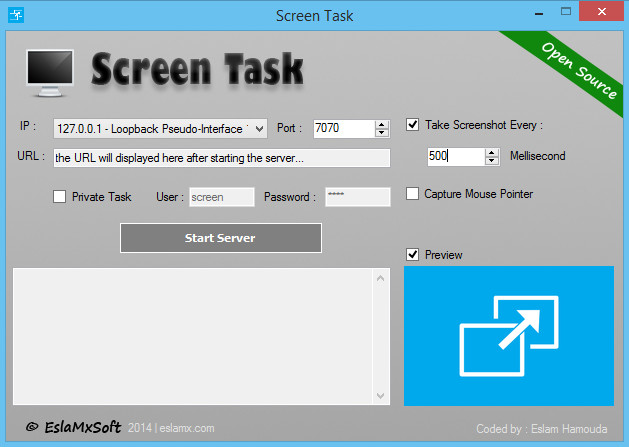 Screen Task
Screen Task
Open Source
IP :
127.0.0.1 - Loopback Pseudo-Interface
Port :
7070
Take Screenshot Every :
URL :
the URL will displayed here after starting the server...
500
Mellisecond
Private Task
User :
screen
Password :
****
Capture Mouse Pointer
Start Server
Preview
© EslaMxSoft 2014 | eslamx.com
Coded by : Eslam Hamouda